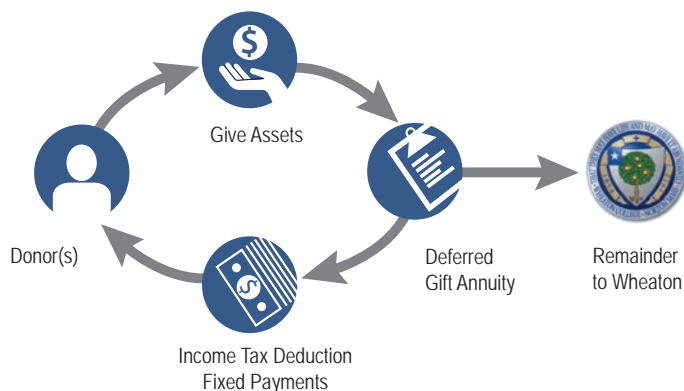 $
Give Assets
Donor(s)
Deferred
Gift Annuity
Remainder
to Wheaton
$
Income Tax Deduction
Fixed Payments